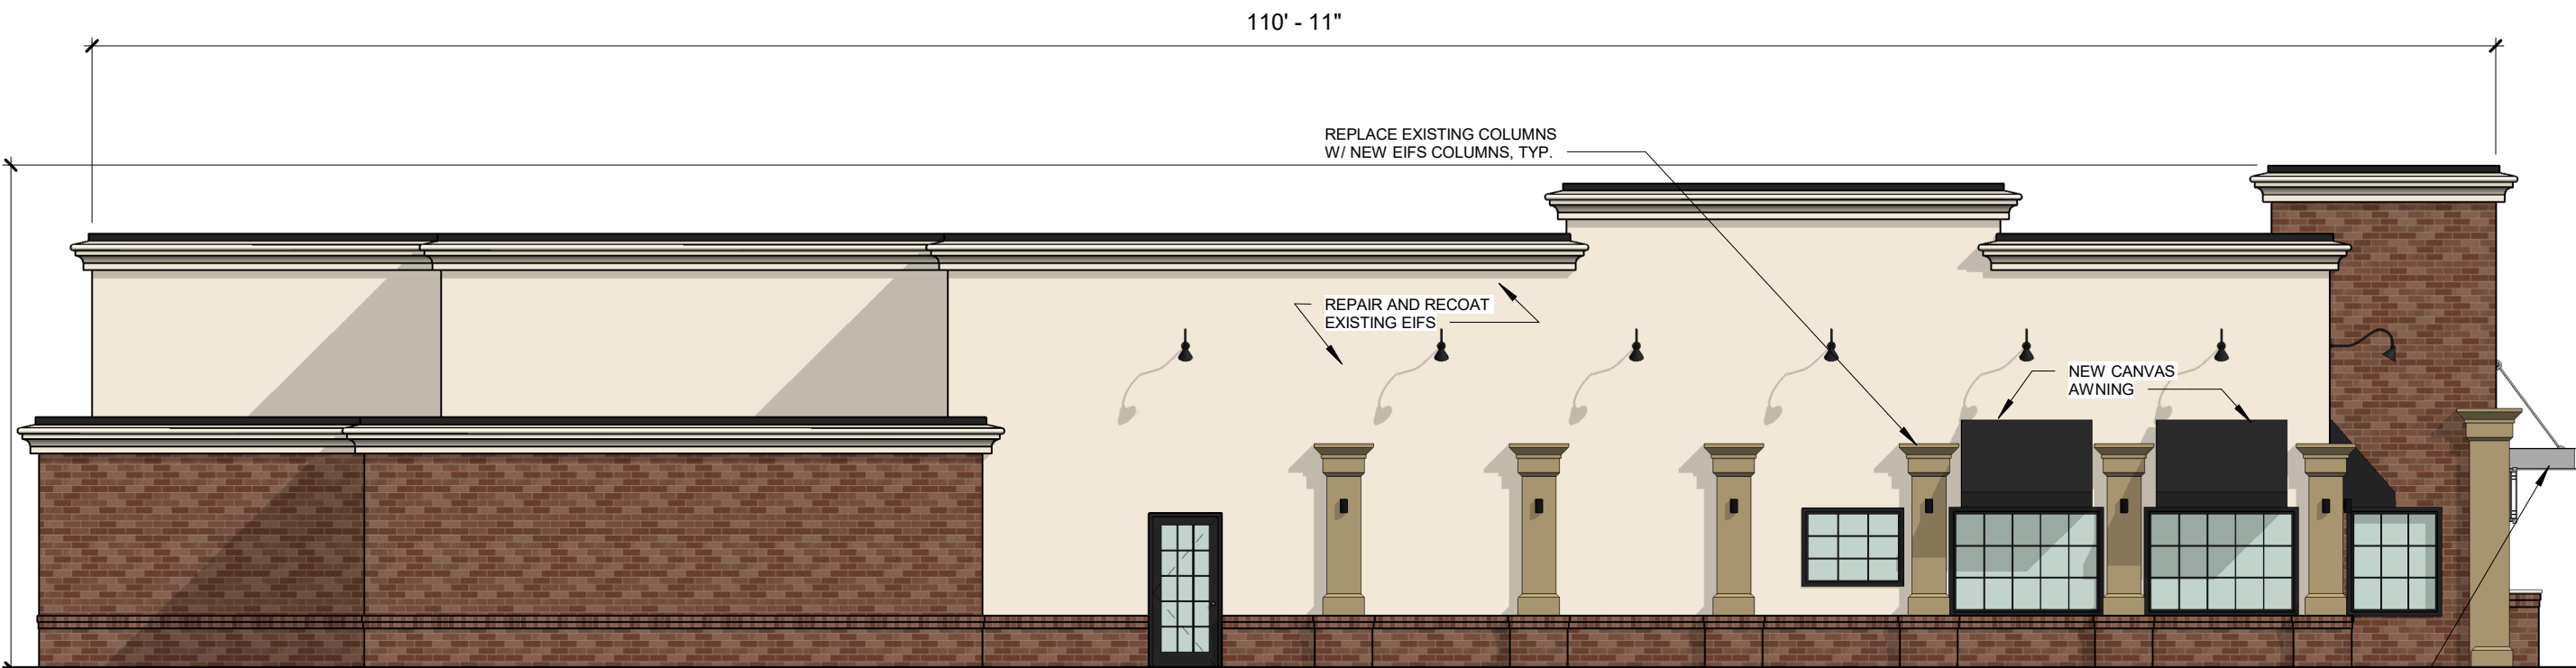 110' - 11"
REPLACE EXISTING COLUMNS
W/ NEW EIFS COLUMNS, TYP.
REPAIR AND RECOAT
EXISTING EIFS
NEW CANVAS
AWNING